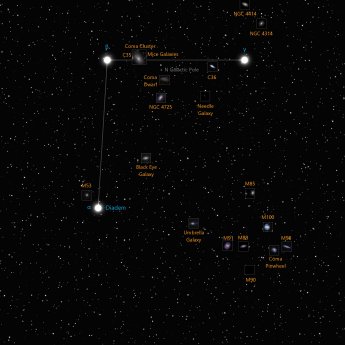 NGC 4414
NGC 4314
β
γ
Coma Cluster
C35
Mice Galaxies
N Galactic Pole
C36
Coma
Dwarf
NGC 4725
Needle
Galaxy
Black Eye
Galaxy
M53
M85
α
Diadem
M100
Umbrella
Galaxy
M91
M88
M98
Coma
Pinwheel
M90